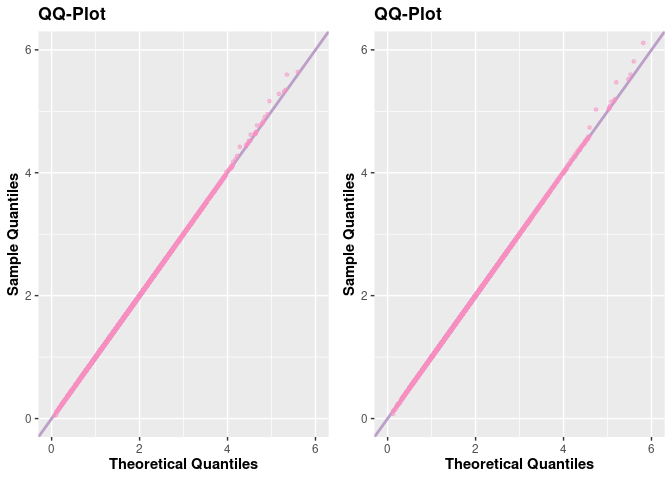 QQ-Plot
Sample Quantiles
6
4
2
0
0 2 4 6
Theoretical Quantiles
QQ-Plot
Sample Quantiles
6
4
2
0
0 2 4 6
Theoretical Quantiles